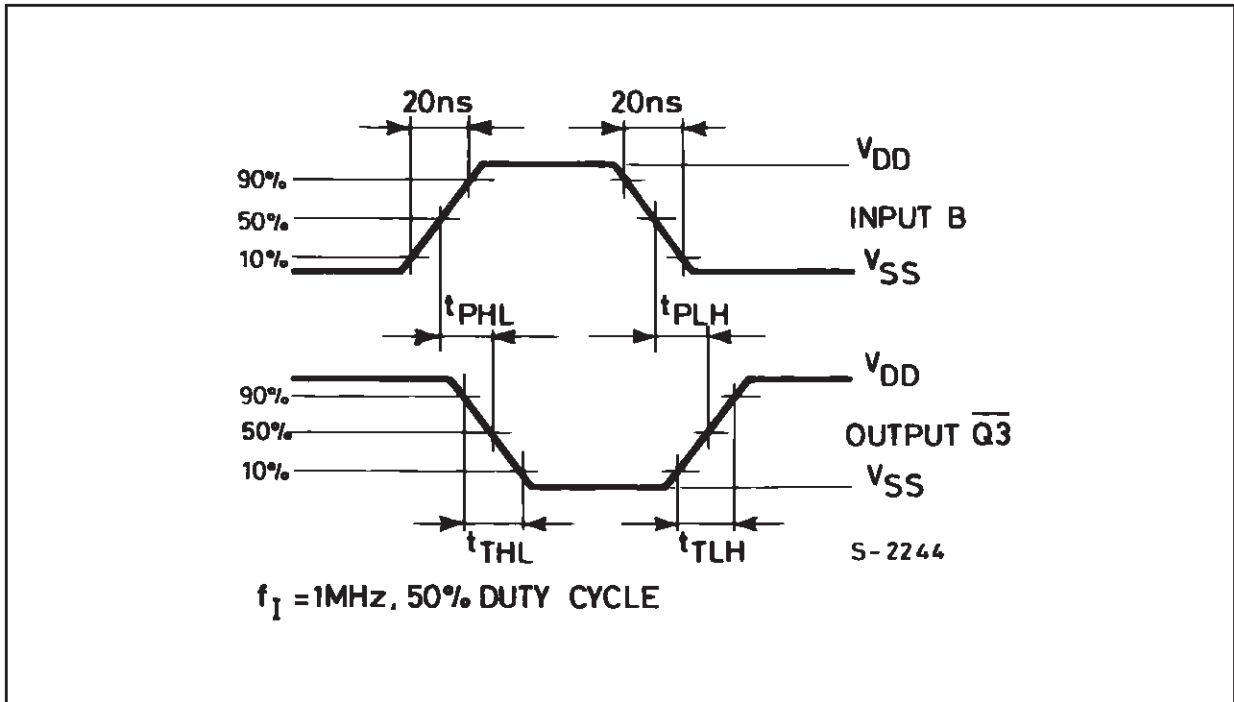 20ns 20ns
VDD
90%
50%
INPUT B
10%
VSS
tPHL tPLH
VDD
90%
50%
OUTPUT Q3̅
10%
VSS
tTHL tTLH
S-2244
fI = 1MHz, 50% DUTY CYCLE